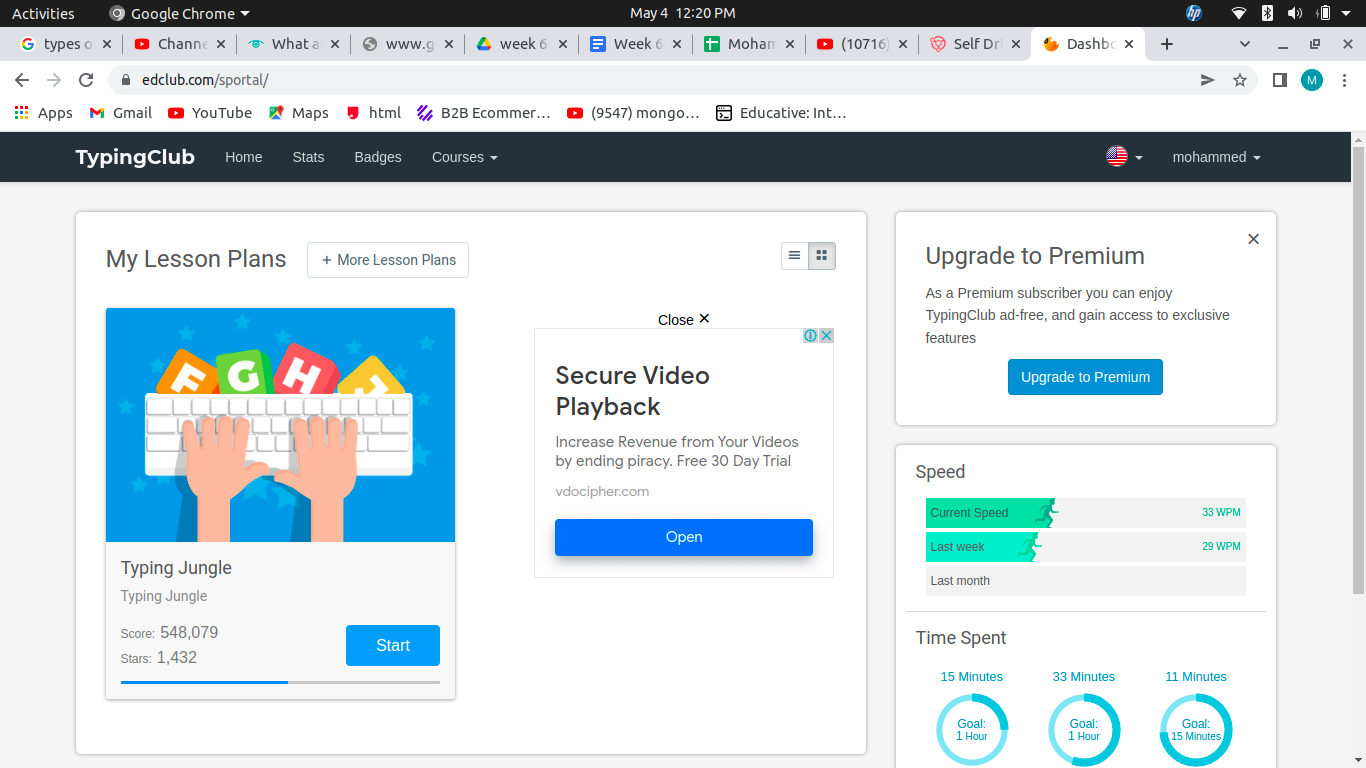 Activities
Google Chrome
May 4 12:20 PM
hp
types o
Channe
What a
www.g
week 6
Week 6
Moham
(10716)
Self Dri
Dashbo
edclub.com/sportal/
M
Apps
Gmail
YouTube
Maps
html
B2B Ecommer…
(9547) mongo…
Educative: Int…
TypingClub
Home
Stats
Badges
Courses
mohammed
My Lesson Plans
+ More Lesson Plans
F G H J
Typing Jungle
Typing Jungle
Score: 548,079
Stars: 1,432
Start
Close ✕
Secure Video
Playback
Increase Revenue from Your Videos
by ending piracy. Free 30 Day Trial
vdocipher.com
Open
Upgrade to Premium
As a Premium subscriber you can enjoy
TypingClub ad-free, and gain access to exclusive
features
Upgrade to Premium
Speed
Current Speed 33 WPM
Last week 29 WPM
Last month
Time Spent
15 Minutes
Goal:
1 Hour
33 Minutes
Goal:
1 Hour
11 Minutes
Goal:
15 Minutes